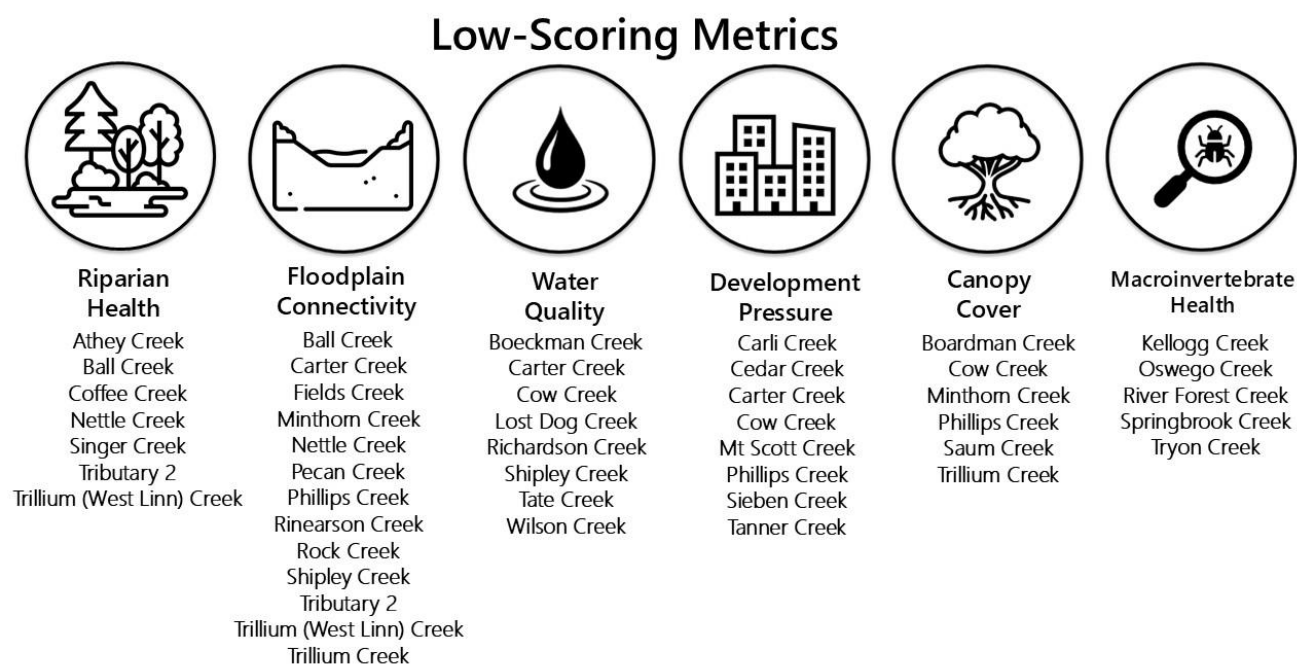 Low-Scoring Metrics
Riparian
Health
Athey Creek
Ball Creek
Coffee Creek
Nettle Creek
Singer Creek
Tributary 2
Trillium (West Linn) Creek
Floodplain
Connectivity
Ball Creek
Carter Creek
Fields Creek
Minthorn Creek
Nettle Creek
Pecan Creek
Phillips Creek
Rinearson Creek
Rock Creek
Shipley Creek
Tributary 2
Trillium (West Linn) Creek
Trillium Creek
Water
Quality
Boeckman Creek
Carter Creek
Cow Creek
Lost Dog Creek
Richardson Creek
Shipley Creek
Tate Creek
Wilson Creek
Development
Pressure
Carli Creek
Cedar Creek
Carter Creek
Cow Creek
Mt Scott Creek
Phillips Creek
Sieben Creek
Tanner Creek
Canopy
Cover
Boardman Creek
Cow Creek
Minthorn Creek
Phillips Creek
Saum Creek
Trillium Creek
Macroinvertebrate
Health
Kellogg Creek
Oswego Creek
River Forest Creek
Springbrook Creek
Tryon Creek